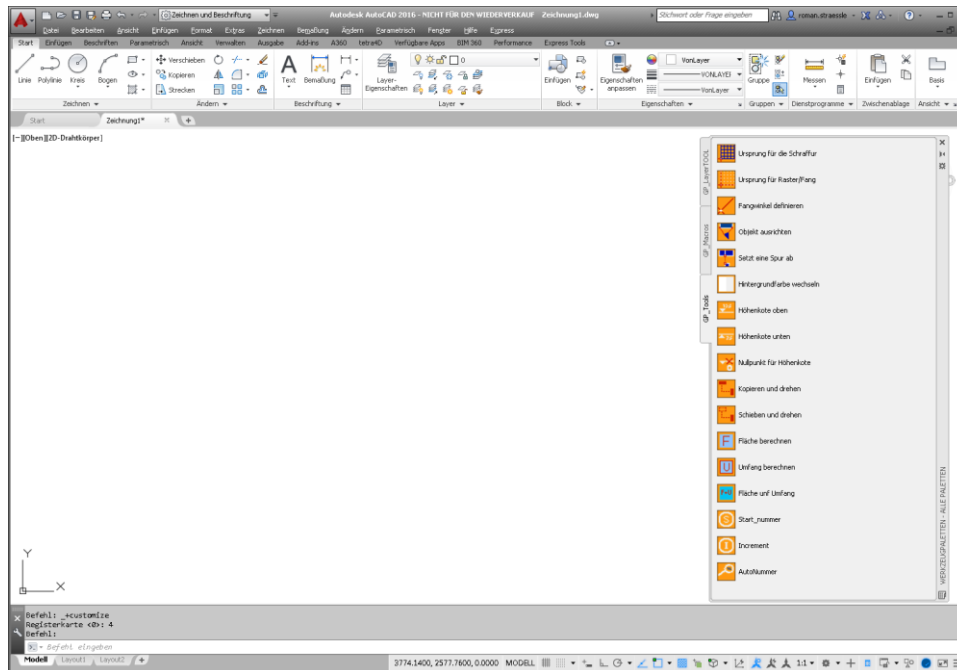 Zeichnen und Beschriftung
Autodesk AutoCAD 2016 - NICHT FÜR DEN WIEDERVERKAUF Zeichnung1.dwg
Stichwort oder Frage eingeben
roman.straessle
Datei Bearbeiten Ansicht Einfügen Format Extras Zeichnen Bemaßung Ändern Parametrisch Fenster Hilfe Express
Start Einfügen Beschriften Parametrisch Ansicht Verwalten Ausgabe Add-ins A360 tetra4D Verfügbare Apps BIM 360 Performance Express Tools
Linie Polylinie Kreis Bogen
Verschieben
Kopieren
Strecken
Text Bemaßung
Layer-
Eigenschaften
0
Einfügen
Eigenschaften
anpassen
VonLayer
VONLAYER
VonLayer
Gruppe
Messen
Einfügen
Basis
Zeichnen Ändern Beschriftung Layer Block Eigenschaften Gruppen Dienstprogramme Zwischenablage Ansicht
Start Zeichnung1*
[−][Oben][2D-Drahtkörper]
GP_LayerTOOL
GP_Macros
GP_Tools
Ursprung für die Schraffur
Ursprung für Raster/Fang
Fangwinkel definieren
Objekt ausrichten
Setzt eine Spur ab
Hintergrundfarbe wechseln
Höhenkote oben
Höhenkote unten
Nullpunkt für Höhenkote
Kopieren und drehen
Schieben und drehen
F Fläche berechnen
U Umfang berechnen
Fläche unf Umfang
S Start_nummer
I Increment
AutoNummer
WERKZEUGPALETTEN - ALLE PALETTEN
Y
X
Befehl: _+customize
Registerkarte <0>: 4
Befehl:
Befehl eingeben
Modell Layout1 Layout2 +
3774.1400, 2577.7600, 0.0000 MODELL 1:1